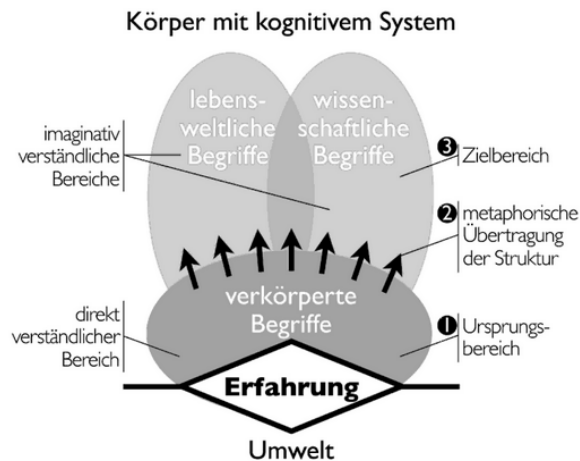 Körper mit kognitivem System
lebens-
weltliche
Begriffe
wissen-
schaftliche
Begriffe
imaginativ
verständliche
Bereiche
3 Zielbereich
2 metaphorische
Übertragung
der Struktur
verkörperte
Begriffe
direkt
verständlicher
Bereich
1 Ursprungs-
bereich
Erfahrung
Umwelt